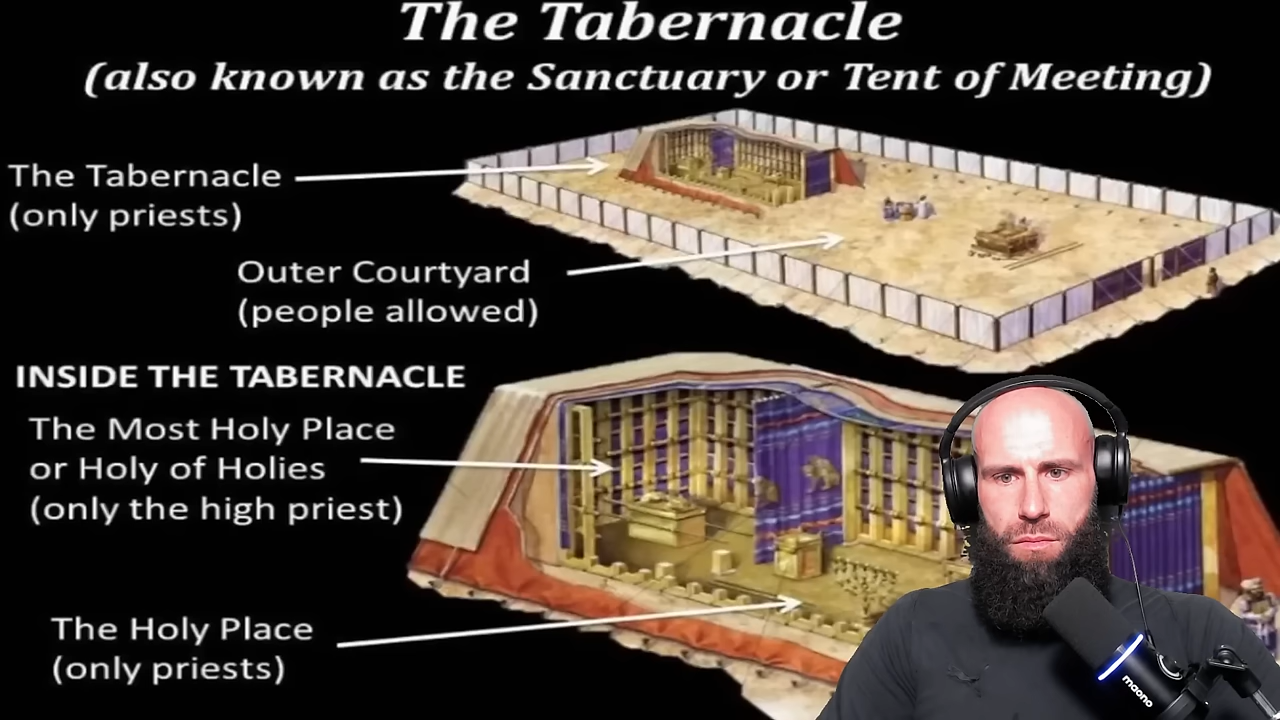 The Tabernacle
(also known as the Sanctuary or Tent of Meeting)
The Tabernacle
(only priests)
Outer Courtyard
(people allowed)
INSIDE THE TABERNACLE
The Most Holy Place
or Holy of Holies
(only the high priest)
The Holy Place
(only priests)
maono